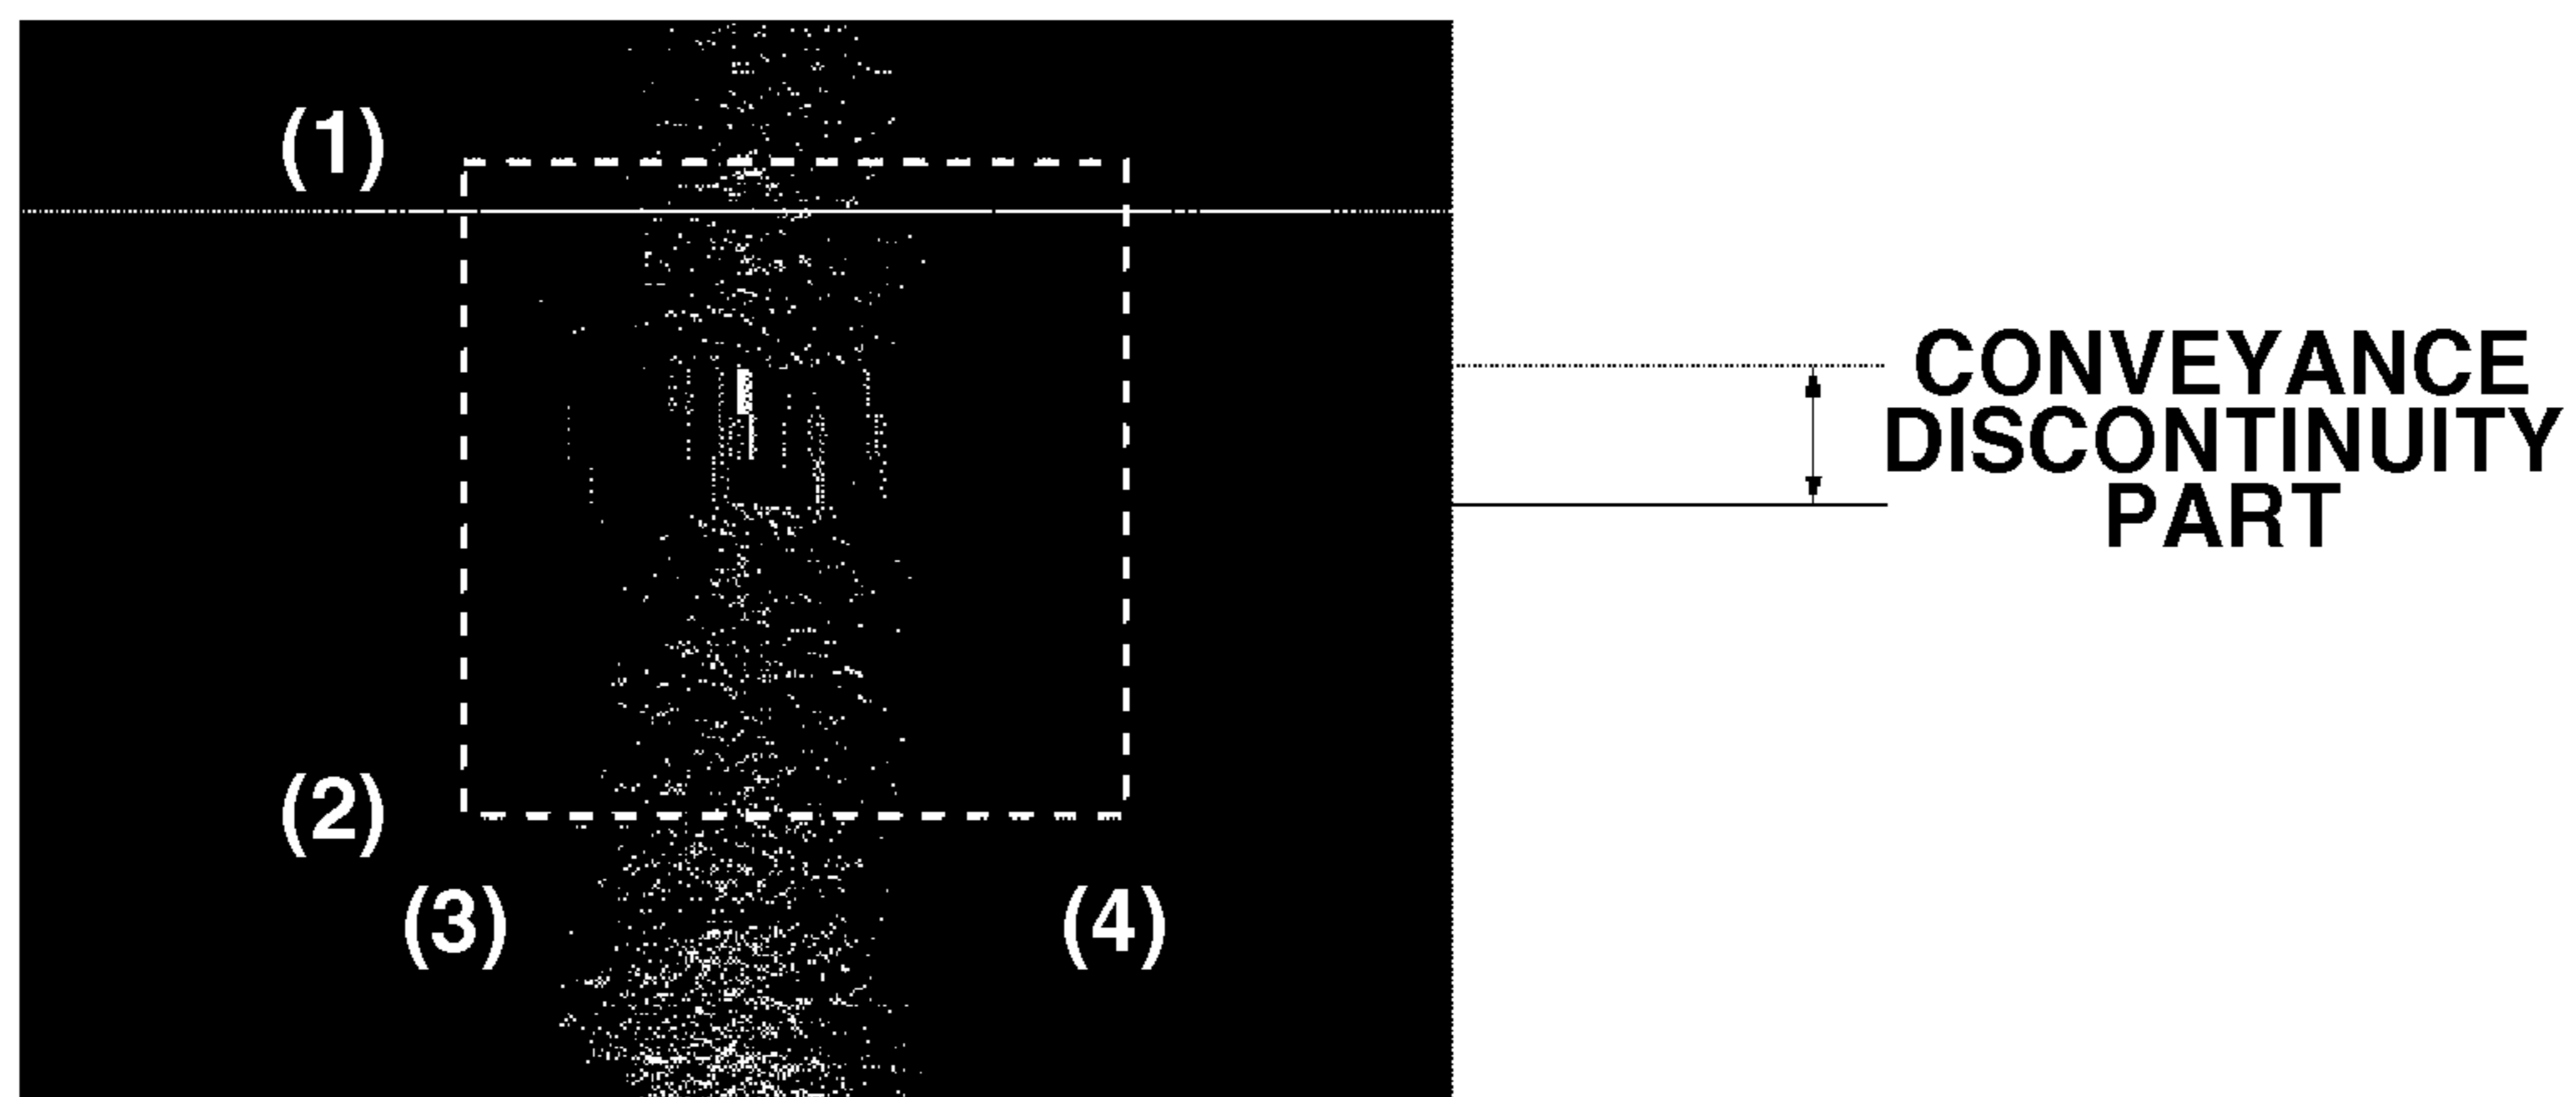 (1)
CONVEYANCE
DISCONTINUITY
PART
(2)
(3)
(4)